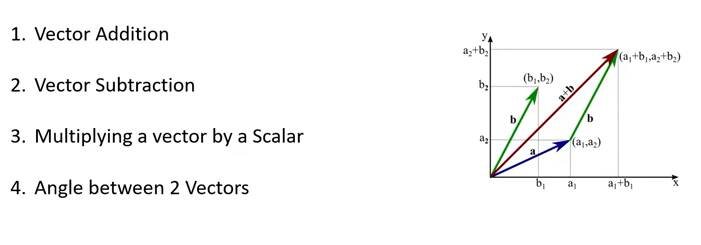 1. Vector Addition
2. Vector Subtraction
3. Multiplying a vector by a Scalar
4. Angle between 2 Vectors
y
a₂+b₂
(a₁+b₁,a₂+b₂)
b₂
(b₁,b₂)
a+b
b
b
a₂
a
(a₁,a₂)
b₁
a₁
a₁+b₁
x